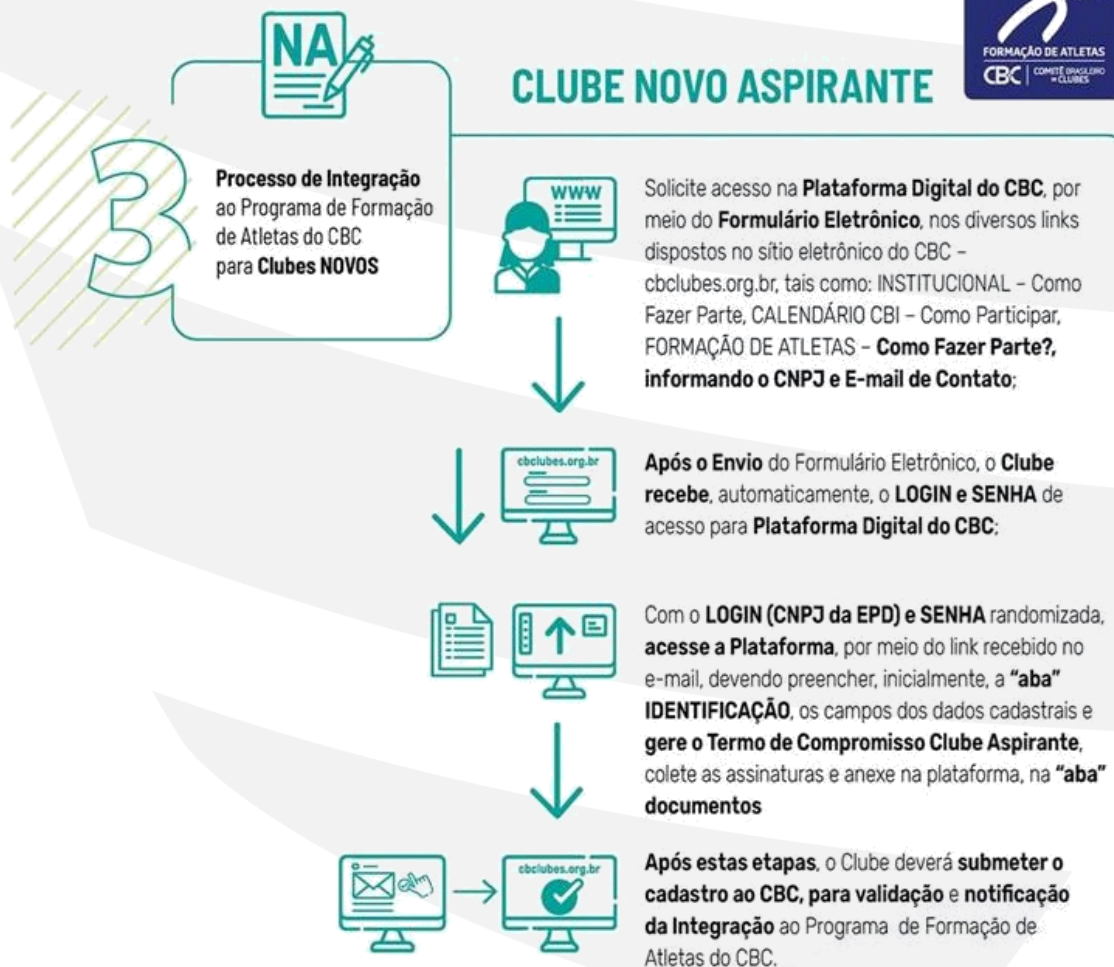 NA
FORMAÇÃO DE ATLETAS
CBC COMITÊ BRASILEIRO
DE CLUBES
CLUBE NOVO ASPIRANTE
3
Processo de Integração
ao Programa de Formação
de Atletas do CBC
para Clubes NOVOS
www
Solicite acesso na Plataforma Digital do CBC, por
meio do Formulário Eletrônico, nos diversos links
dispostos no sítio eletrônico do CBC –
cbclubes.org.br, tais como: INSTITUCIONAL – Como
Fazer Parte, CALENDÁRIO CBI – Como Participar,
FORMAÇÃO DE ATLETAS – Como Fazer Parte?,
informando o CNPJ e E-mail de Contato;
cbclubes.org.br
Após o Envio do Formulário Eletrônico, o Clube
recebe, automaticamente, o LOGIN e SENHA de
acesso para Plataforma Digital do CBC;
Com o LOGIN (CNPJ da EPD) e SENHA randomizada,
acesse a Plataforma, por meio do link recebido no
e-mail, devendo preencher, inicialmente, a “aba”
IDENTIFICAÇÃO, os campos dos dados cadastrais e
gere o Termo de Compromisso Clube Aspirante,
colete as assinaturas e anexe na plataforma, na “aba”
documentos
cbclubes.org.br
Após estas etapas, o Clube deverá submeter o
cadastro ao CBC, para validação e notificação
da Integração ao Programa de Formação de
Atletas do CBC.